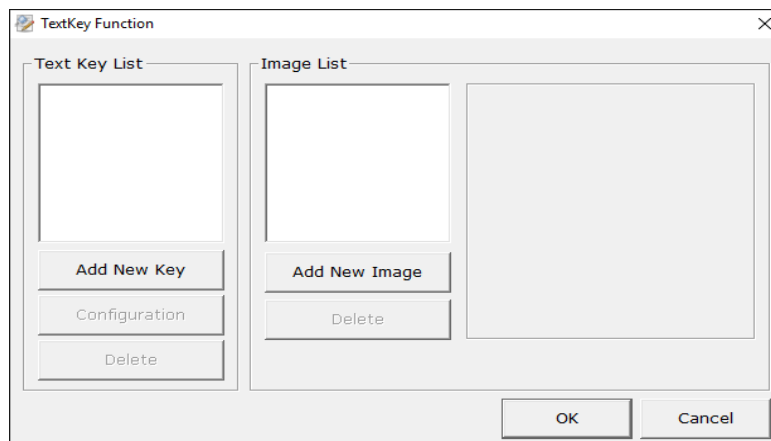 TextKey Function
Text Key List
Image List
Add New Key
Configuration
Delete
Add New Image
Delete
OK
Cancel